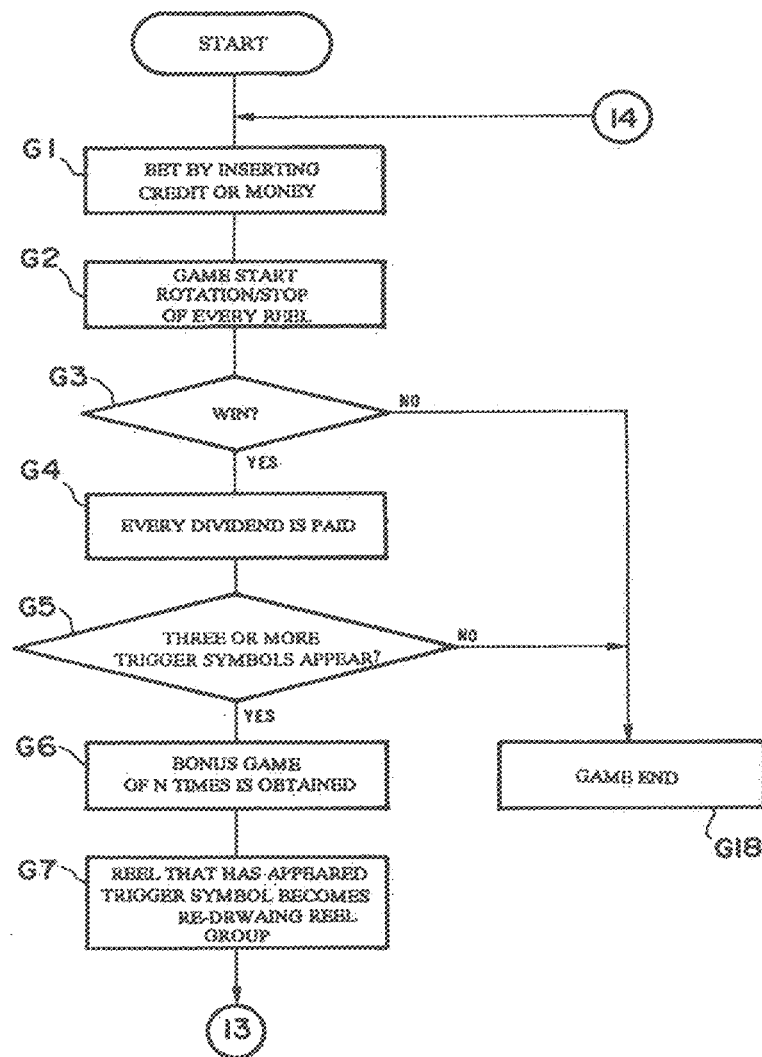 START
14
G1
BET BY INSERTING
CREDIT OR MONEY
G2
GAME START
ROTATION/STOP
OF EVERY REEL
G3
WIN?
NO
YES
G4
EVERY DIVIDEND IS PAID
G5
THREE OR MORE
TRIGGER SYMBOLS APPEAR?
NO
YES
G6
BONUS GAME
OF N TIMES IS OBTAINED
GAME END
G18
G7
REEL THAT HAS APPEARED
TRIGGER SYMBOL BECOMES
RE-DRWAING REEL
GROUP
13